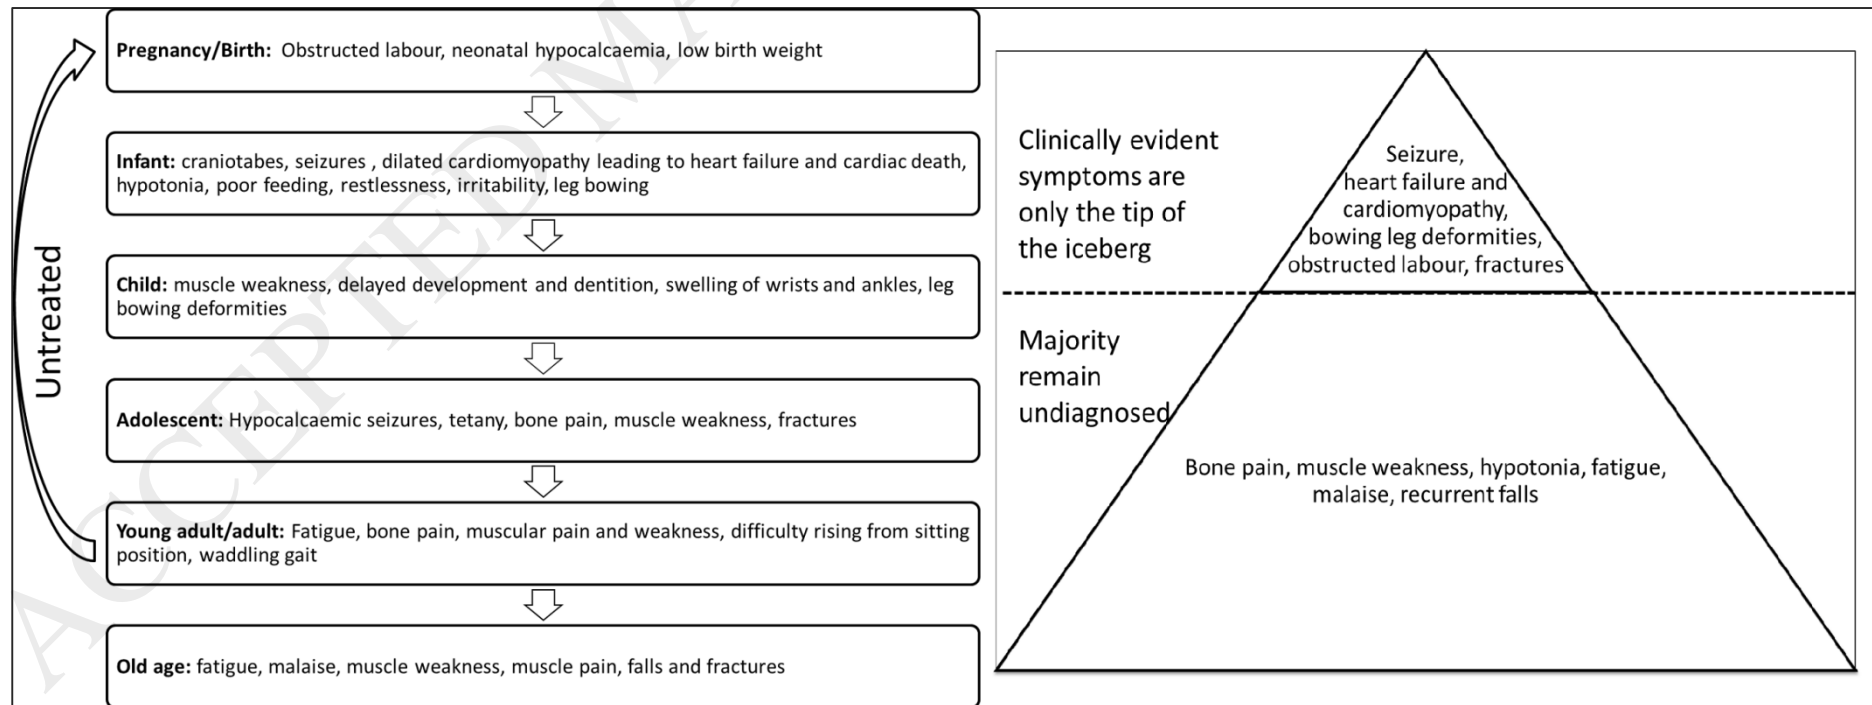 Pregnancy/Birth: Obstructed labour, neonatal hypocalcaemia, low birth weight
Infant: craniotabes, seizures , dilated cardiomyopathy leading to heart failure and cardiac death,
hypotonia, poor feeding, restlessness, irritability, leg bowing
Child: muscle weakness, delayed development and dentition, swelling of wrists and ankles, leg
bowing deformities
Adolescent: Hypocalcaemic seizures, tetany, bone pain, muscle weakness, fractures
Young adult/adult: Fatigue, bone pain, muscular pain and weakness, difficulty rising from sitting
position, waddling gait
Old age: fatigue, malaise, muscle weakness, muscle pain, falls and fractures
Untreated
Clinically evident
symptoms are
only the tip of
the iceberg
Seizure,
heart failure and
cardiomyopathy,
bowing leg deformities,
obstructed labour, fractures
Majority
remain
undiagnosed
Bone pain, muscle weakness, hypotonia, fatigue,
malaise, recurrent falls
ACCEPTED MA